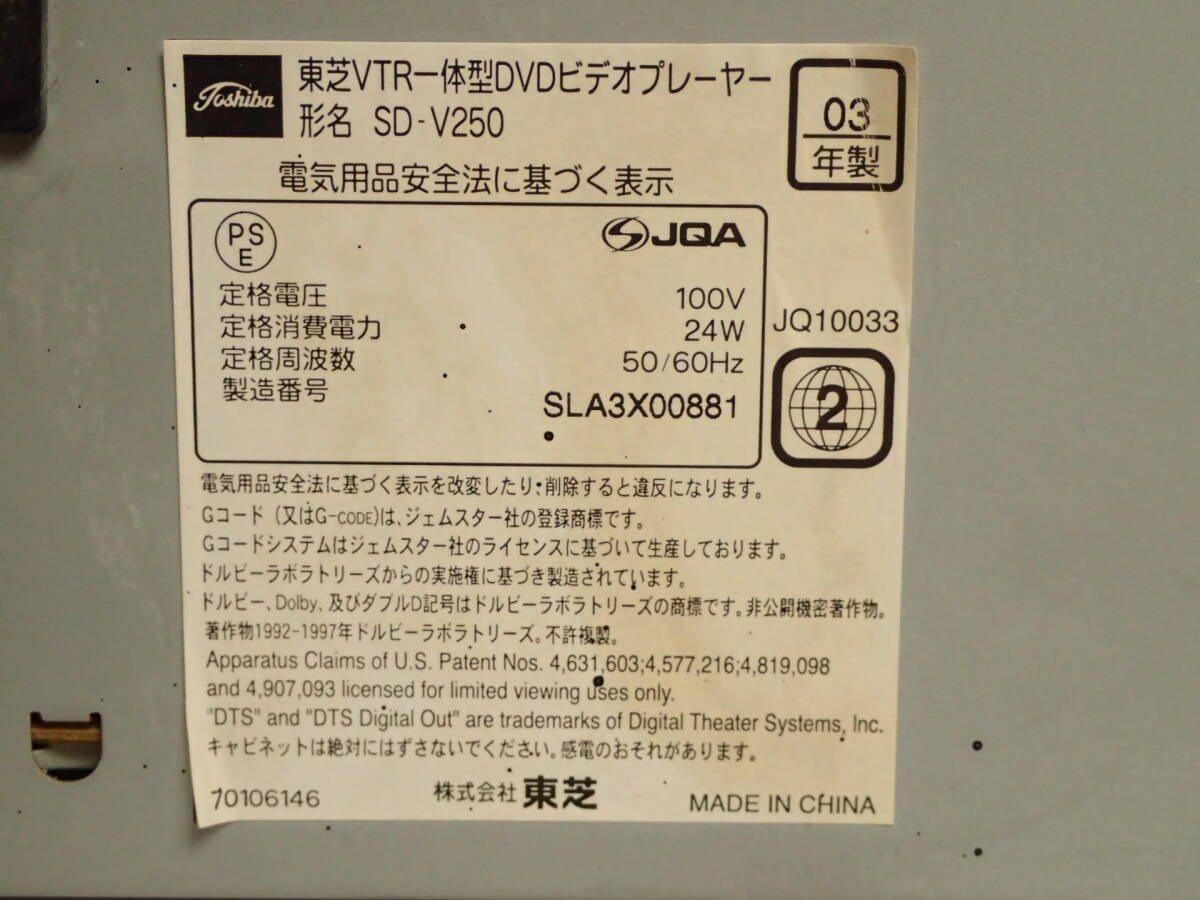 Toshiba
東芝VTR一体型DVDビデオプレーヤー
形名 SD-V250
03
年製
電気用品安全法に基づく表示
PS
E
JQA
定格電圧 100V
定格消費電力 24W
定格周波数 50/60Hz
製造番号 SLA3X00881
JQ10033
2
電気用品安全法に基づく表示を改変したり、削除すると違反になります。
Gコード(又はG-CODE)は、ジェムスター社の登録商標です。
Gコードシステムはジェムスター社のライセンスに基づいて生産しております。
ドルビーラボラトリーズからの実施権に基づき製造されています。
ドルビー、Dolby、及びダブルD記号はドルビーラボラトリーズの商標です。非公開機密著作物。
著作物1992-1997年ドルビーラボラトリーズ。不許複製。
Apparatus Claims of U.S. Patent Nos. 4,631,603;4,577,216;4,819,098
and 4,907,093 licensed for limited viewing uses only.
"DTS" and "DTS Digital Out" are trademarks of Digital Theater Systems, Inc.
キャビネットは絶対にはずさないでください。感電のおそれがあります。
70106146
株式会社 東芝
MADE IN CHINA